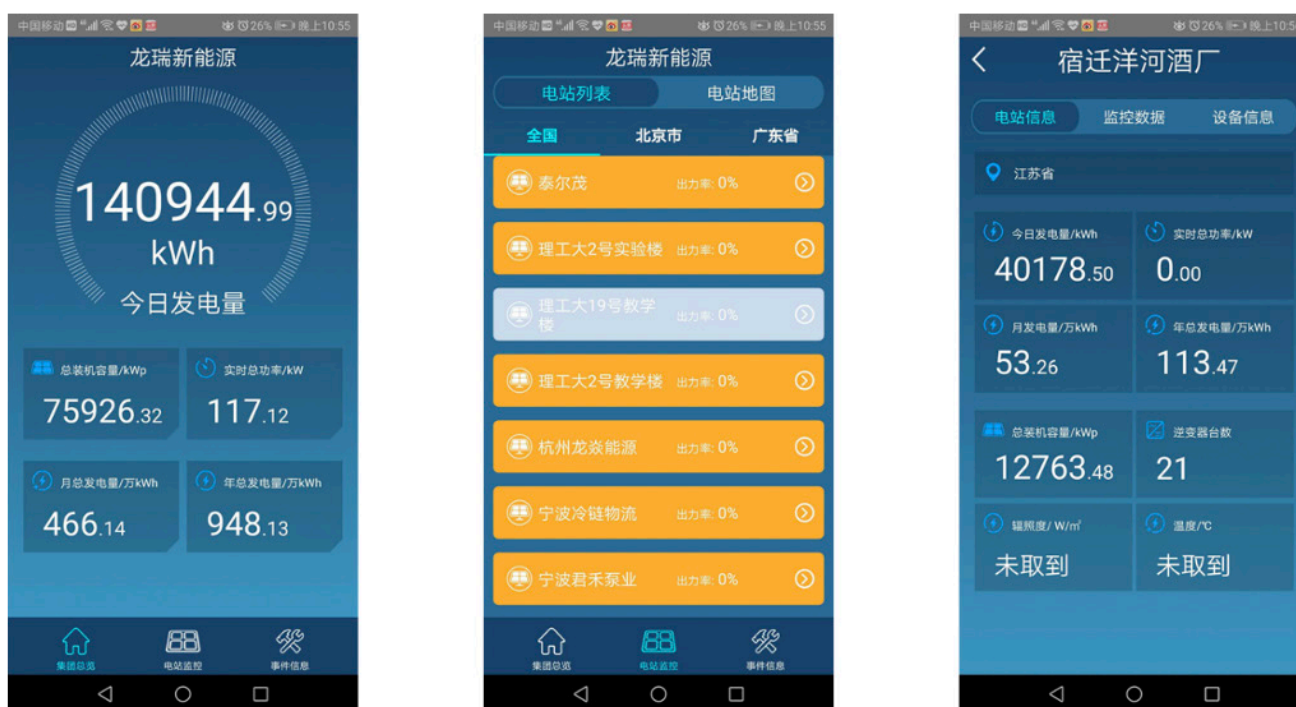 中国移动 26% 晚上10:55
龙瑞新能源
140944.99
kWh
今日发电量
总装机容量/kWp
实时总功率/kW
75926.32
117.12
月总发电量/万kWh
年总发电量/万kWh
466.14
948.13
集团总览
电站监控
事件信息
中国移动 26% 晚上10:55
龙瑞新能源
电站列表
电站地图
全国
北京市
广东省
泰尔茂 出力率: 0%
理工大2号实验楼 出力率: 0%
理工大19号教学
楼 出力率: 0%
理工大2号教学楼 出力率: 0%
杭州龙焱能源 出力率: 0%
宁波冷链物流 出力率: 0%
宁波君禾泵业 出力率: 0%
集团总览
电站监控
事件信息
中国移动 26% 晚上10:5
宿迁洋河酒厂
电站信息
监控数据
设备信息
江苏省
今日发电量/kWh
实时总功率/kW
40178.50
0.00
月发电量/万kWh
年总发电量/万kWh
53.26
113.47
总装机容量/kWp
逆变器台数
12763.48
21
辐照度/ W/㎡
温度/℃
未取到
未取到